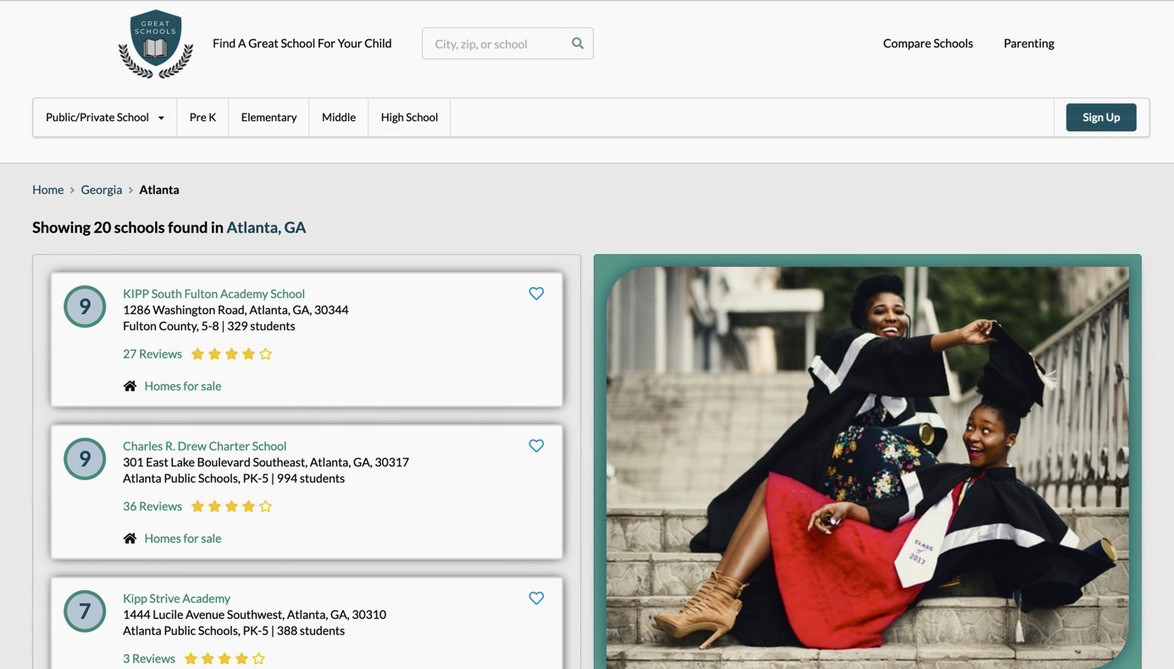 GREAT
SCHOOLS
Find A Great School For Your Child
City, zip, or school
Compare Schools
Parenting
Public/Private School
Pre K
Elementary
Middle
High School
Sign Up
Home > Georgia > Atlanta
Showing 20 schools found in Atlanta, GA
9
KIPP South Fulton Academy School
1286 Washington Road, Atlanta, GA, 30344
Fulton County, 5-8 | 329 students
27 Reviews
Homes for sale
9
Charles R. Drew Charter School
301 East Lake Boulevard Southeast, Atlanta, GA, 30317
Atlanta Public Schools, PK-5 | 994 students
36 Reviews
Homes for sale
7
Kipp Strive Academy
1444 Lucile Avenue Southwest, Atlanta, GA, 30310
Atlanta Public Schools, PK-5 | 388 students
3 Reviews
CLASS
OF
2017